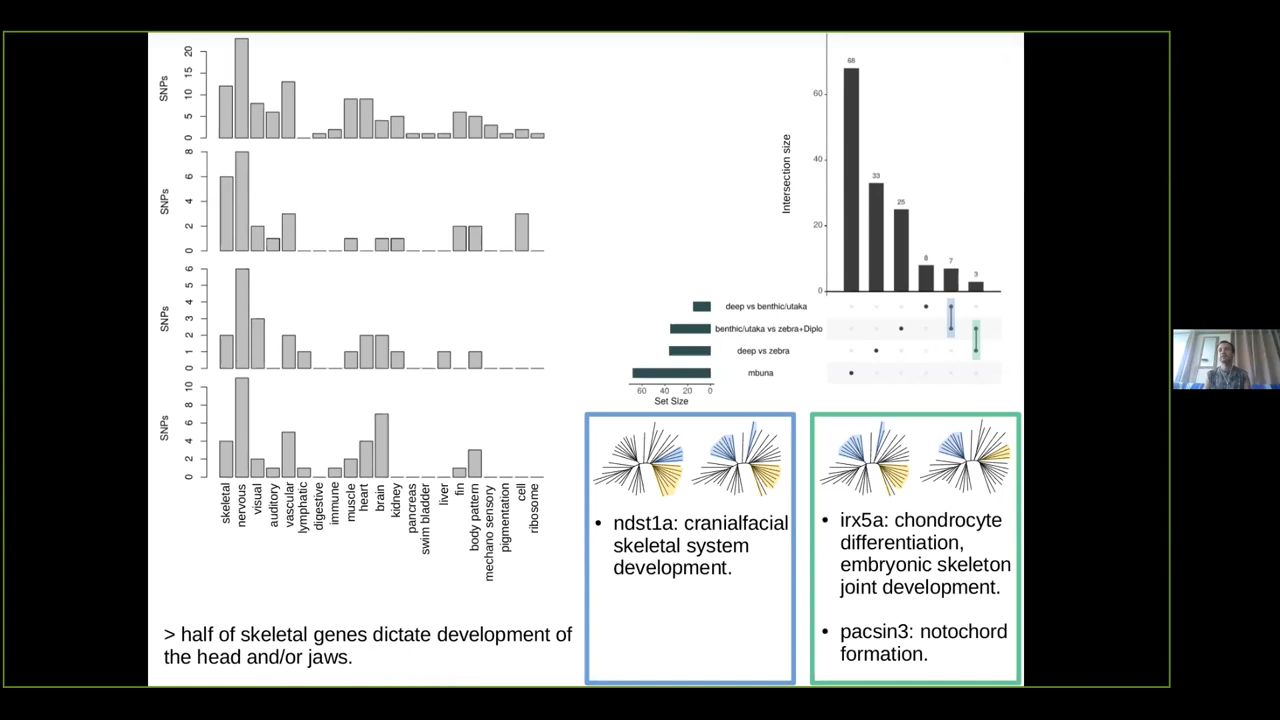 SNPs
0
5
10
15
20
SNPs
0
2
4
6
8
SNPs
0
1
2
3
4
5
6
SNPs
0
2
4
6
8
10
skeletal
nervous
visual
auditory
vascular
lymphatic
digestive
immune
muscle
heart
brain
kidney
pancreas
swim bladder
liver
fin
body pattern
mechano sensory
pigmentation
cell
ribosome
> half of skeletal genes dictate development of
the head and/or jaws.
Intersection size
60
40
20
0
68
33
25
8
7
3
deep vs benthic/utaka
benthic/utaka vs zebra+Diplo
deep vs zebra
mbuna
60 40 20 0
Set Size
• ndst1a: cranialfacial
skeletal system
development.
• irx5a: chondrocyte
differentiation,
embryonic skeleton
joint development.
• pacsin3: notochord
formation.